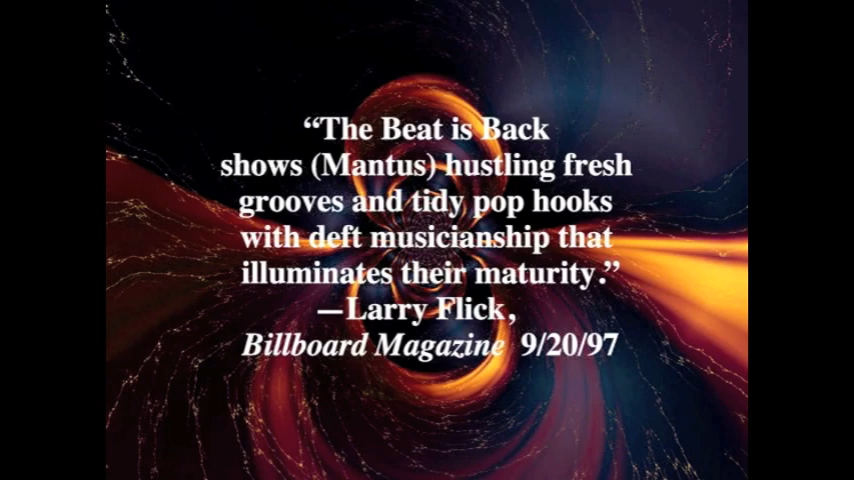 “The Beat is Back
shows (Mantus) hustling fresh
grooves and tidy pop hooks
with deft musicianship that
illuminates their maturity.”
—Larry Flick,
Billboard Magazine 9/20/97